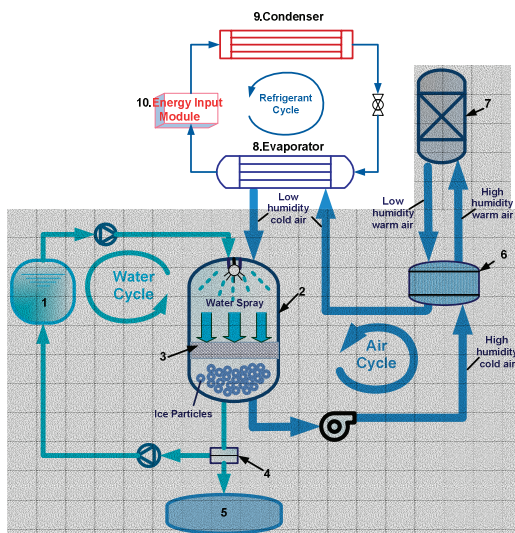 9.Condenser
10.Energy Input
Module
Refrigerant
Cycle
7
8.Evaporator
Low
humidity
cold air
Low
humidity
warm air
High
humidity
warm air
6
Water
Cycle
1
Water Spray
2
3
Air
Cycle
High
humidity
cold air
Ice Particles
4
5